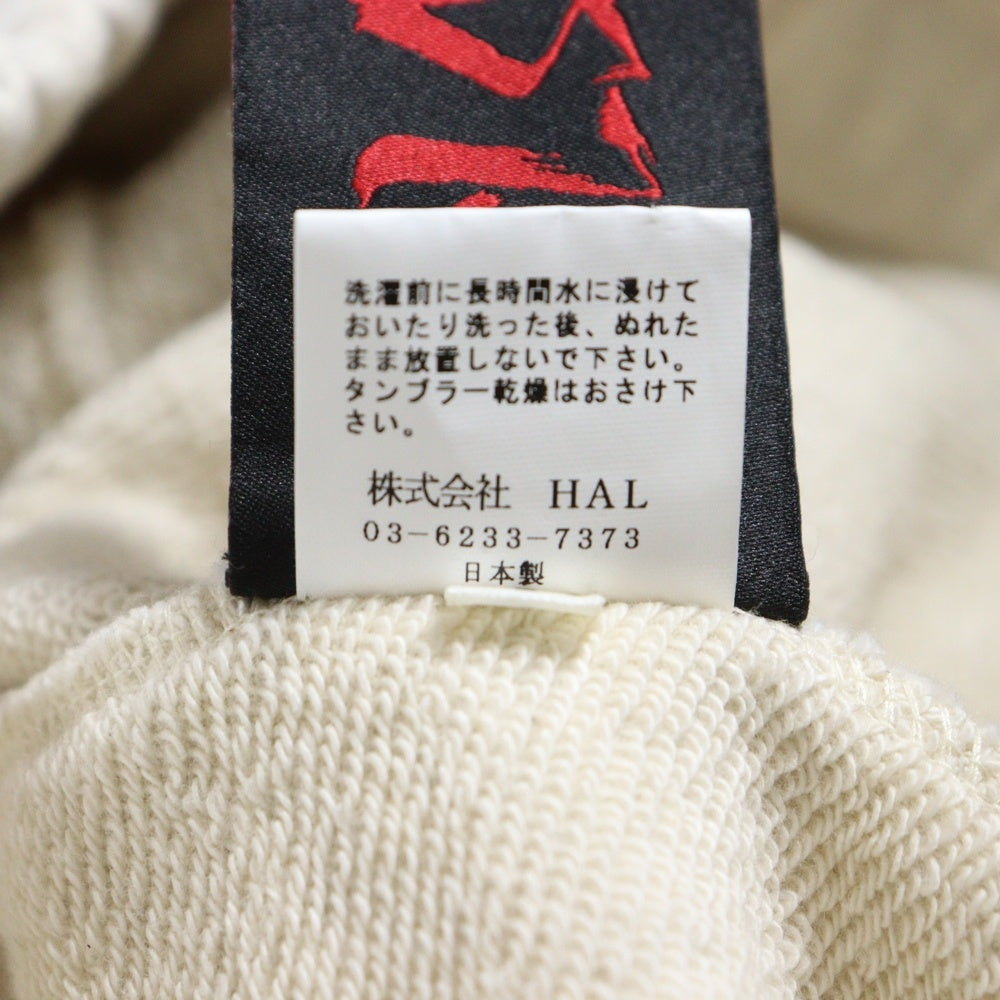 洗濯前に長時間水に浸けて
おいたり洗った後、ぬれた
まま放置しないで下さい。
タンブラー乾燥はおさけ下
さい。
株式会社 HAL
03-6233-7373
日本製